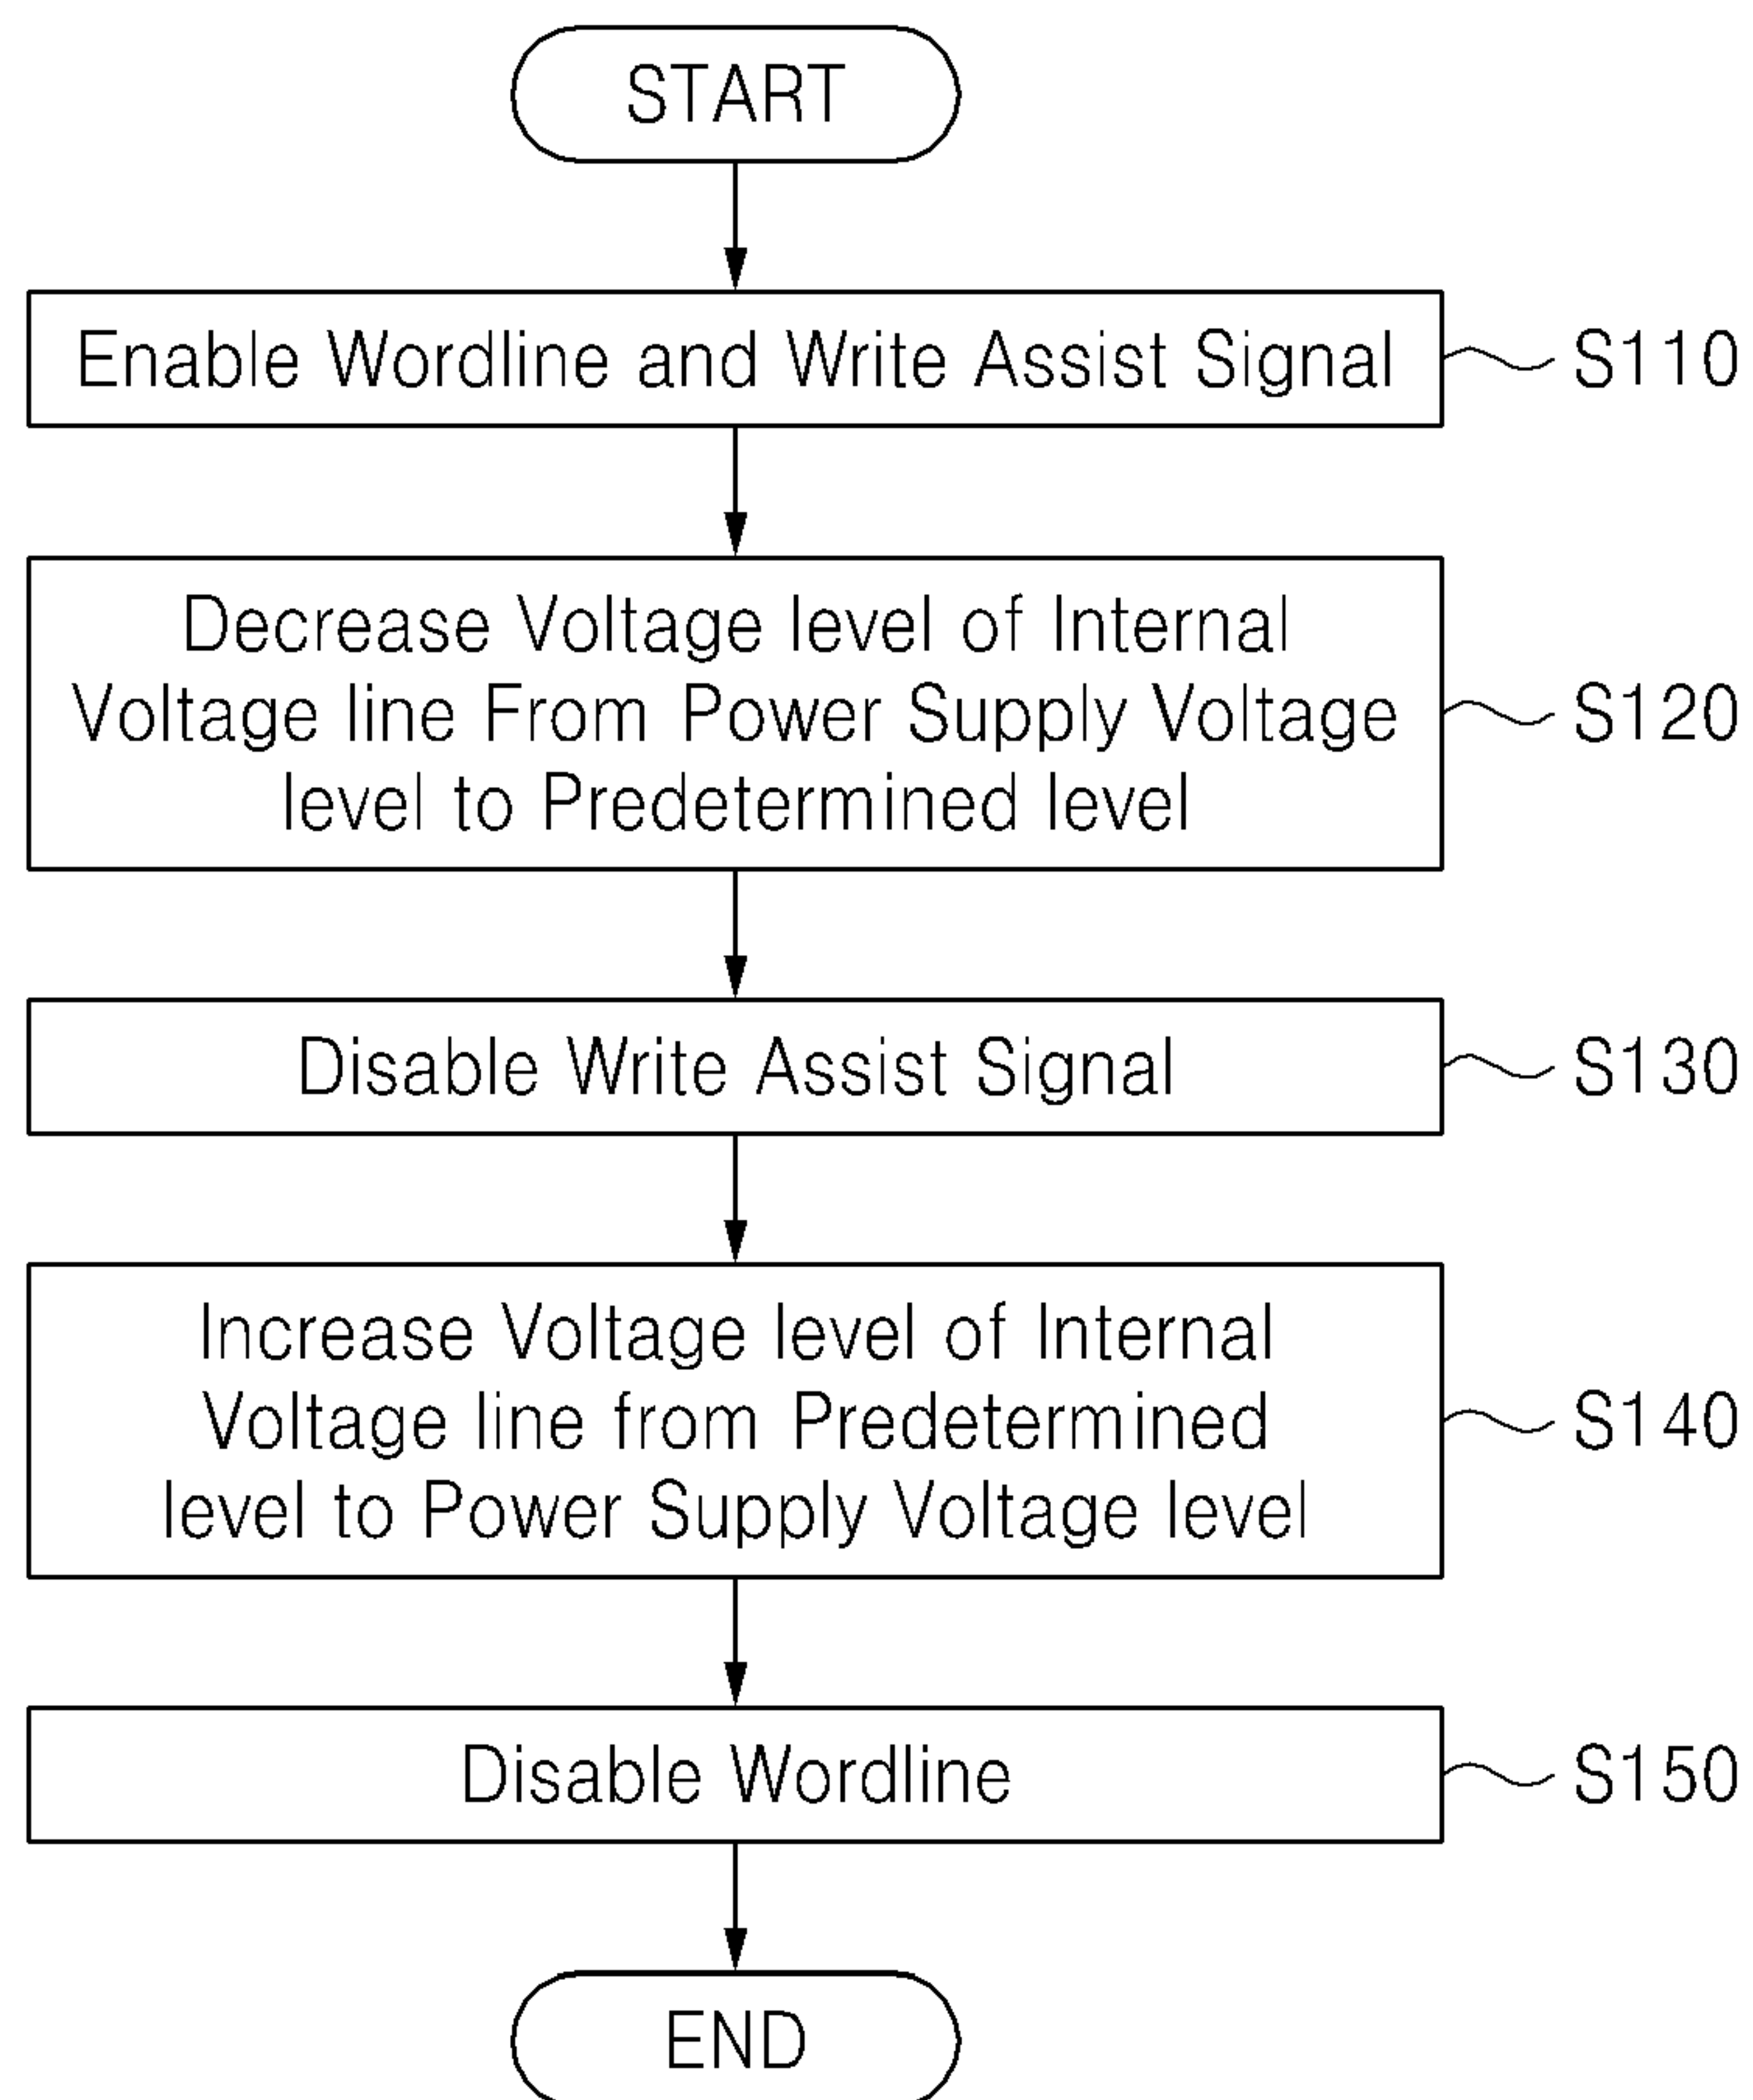 START
Enable Wordline and Write Assist Signal
S110
Decrease Voltage level of Internal
Voltage line From Power Supply Voltage
level to Predetermined level
S120
Disable Write Assist Signal
S130
Increase Voltage level of Internal
Voltage line from Predetermined
level to Power Supply Voltage level
S140
Disable Wordline
S150
END